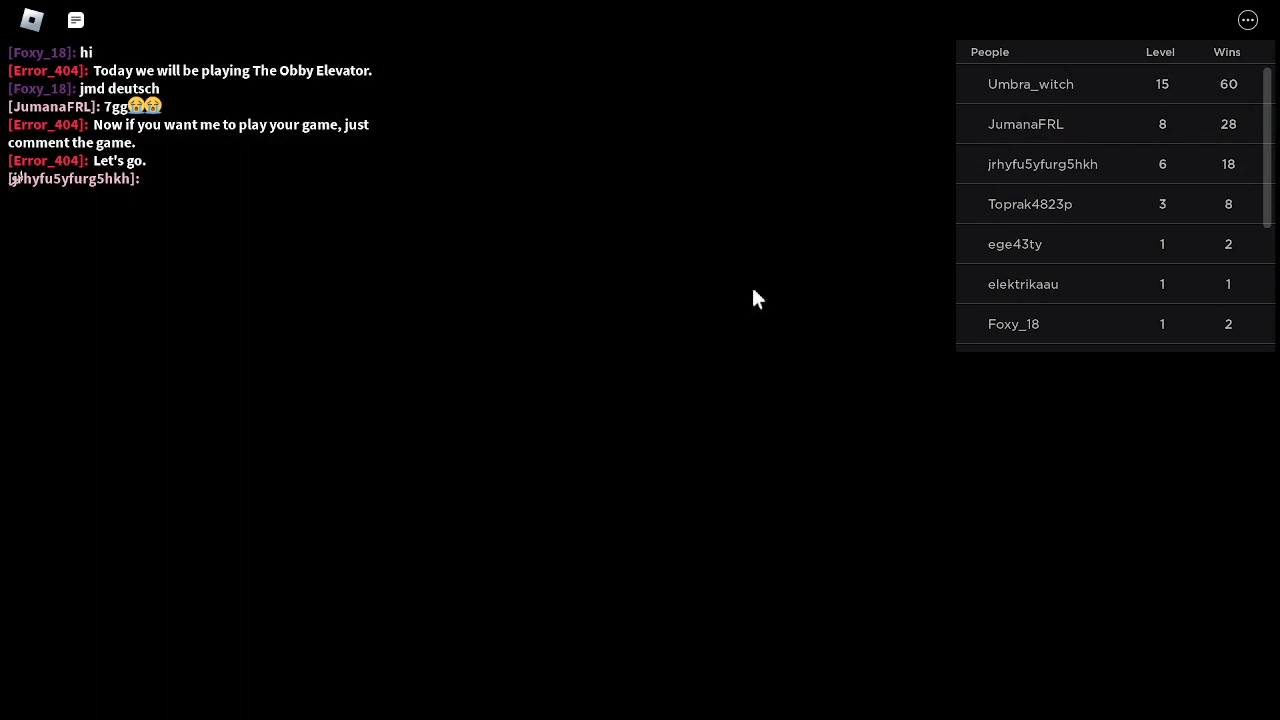 [Foxy_18]: hi
[Error_404]: Today we will be playing The Obby Elevator.
[Foxy_18]: jmd deutsch
[JumanaFRL]: 7gg😭😭
[Error_404]: Now if you want me to play your game, just
comment the game.
[Error_404]: Let's go.
[jrhyfu5yfurg5hkh]:
People Level Wins
Umbra_witch 15 60
JumanaFRL 8 28
jrhyfu5yfurg5hkh 6 18
Toprak4823p 3 8
ege43ty 1 2
elektrikaau 1 1
Foxy_18 1 2